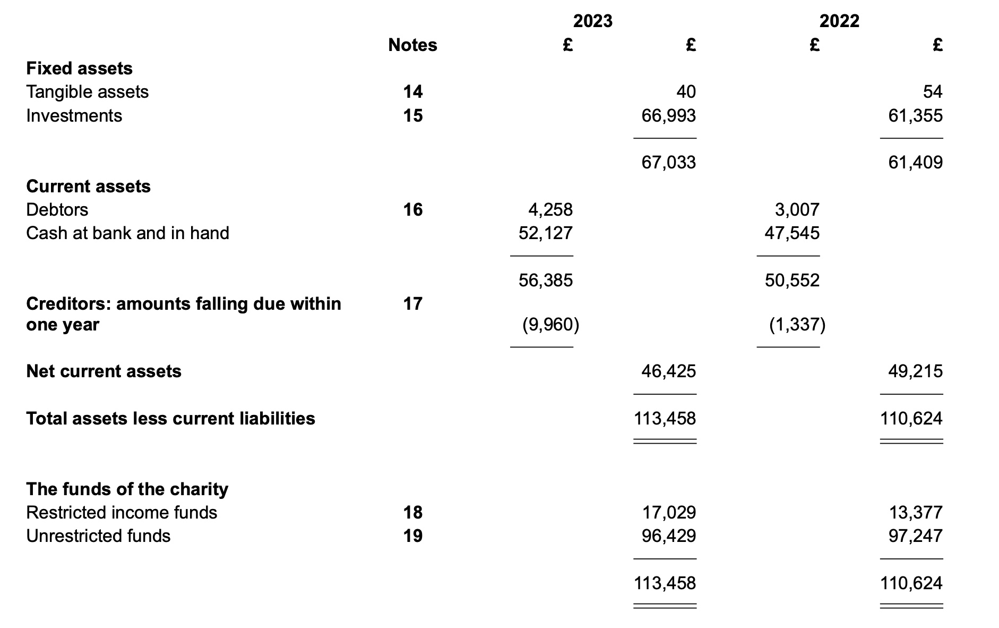 2023 2022
Notes £ £ £ £
Fixed assets
Tangible assets 14 40 54
Investments 15 66,993 61,355
67,033 61,409
Current assets
Debtors 16 4,258 3,007
Cash at bank and in hand 52,127 47,545
56,385 50,552
Creditors: amounts falling due within 17
one year (9,960) (1,337)
Net current assets 46,425 49,215
Total assets less current liabilities 113,458 110,624
The funds of the charity
Restricted income funds 18 17,029 13,377
Unrestricted funds 19 96,429 97,247
113,458 110,624